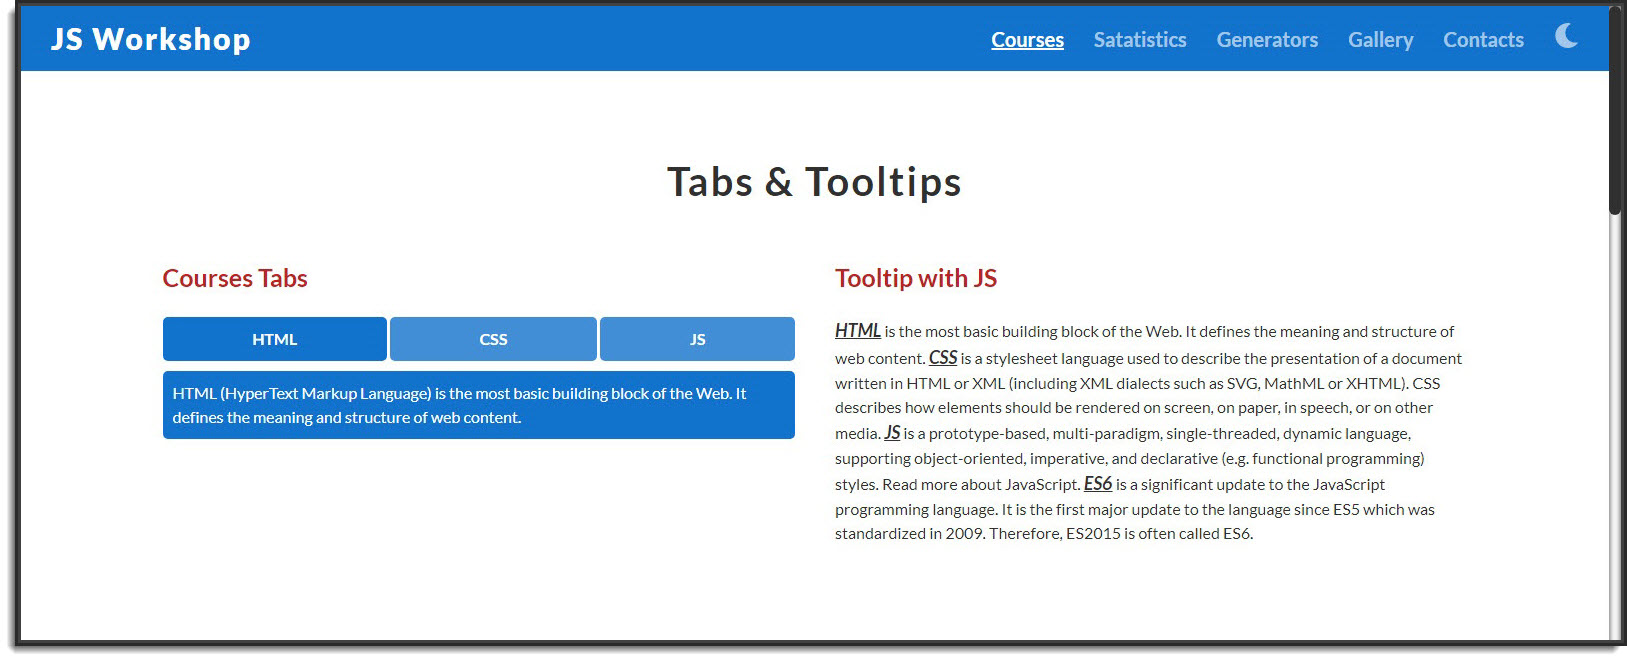 JS Workshop
Courses Satatistics Generators Gallery Contacts
Tabs & Tooltips
Courses Tabs
HTML CSS JS
HTML (HyperText Markup Language) is the most basic building block of the Web. It
defines the meaning and structure of web content.
Tooltip with JS
HTML is the most basic building block of the Web. It defines the meaning and structure of
web content. CSS is a stylesheet language used to describe the presentation of a document
written in HTML or XML (including XML dialects such as SVG, MathML or XHTML). CSS
describes how elements should be rendered on screen, on paper, in speech, or on other
media. JS is a prototype-based, multi-paradigm, single-threaded, dynamic language,
supporting object-oriented, imperative, and declarative (e.g. functional programming)
styles. Read more about JavaScript. ES6 is a significant update to the JavaScript
programming language. It is the first major update to the language since ES5 which was
standardized in 2009. Therefore, ES2015 is often called ES6.